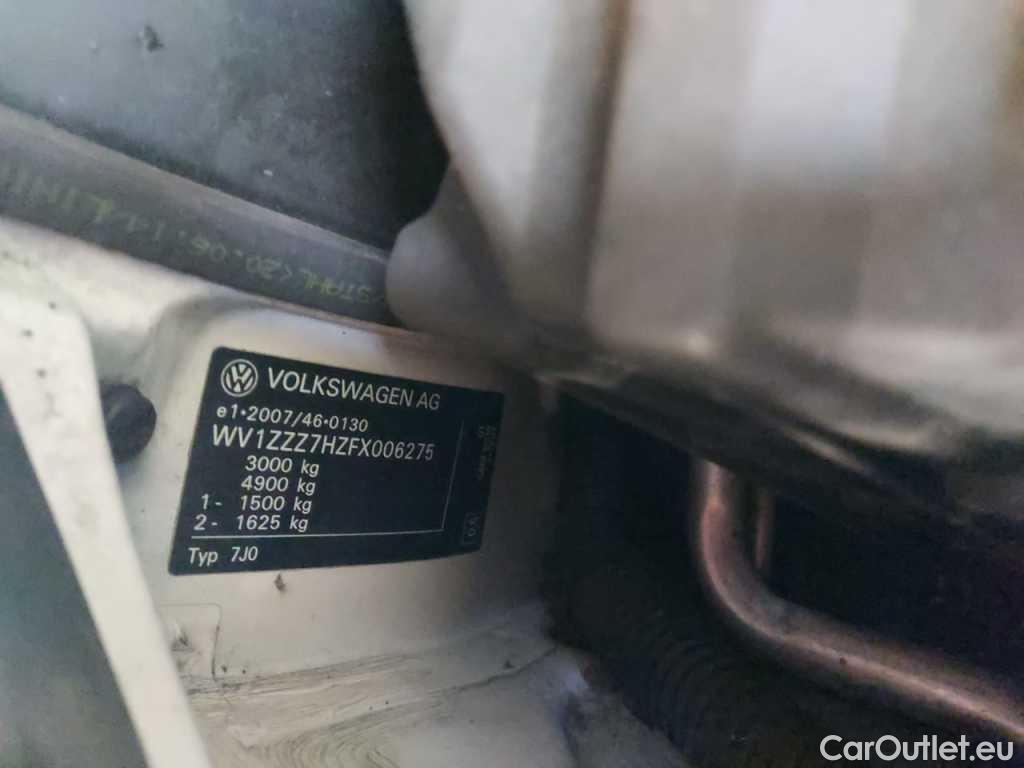 VOLKSWAGEN AG
e1*2007/46*0130
WV1ZZZ7HZFX006275
3000 kg
4900 kg
1- 1500 kg
2- 1625 kg
Typ 7J0
CarOutlet.eu